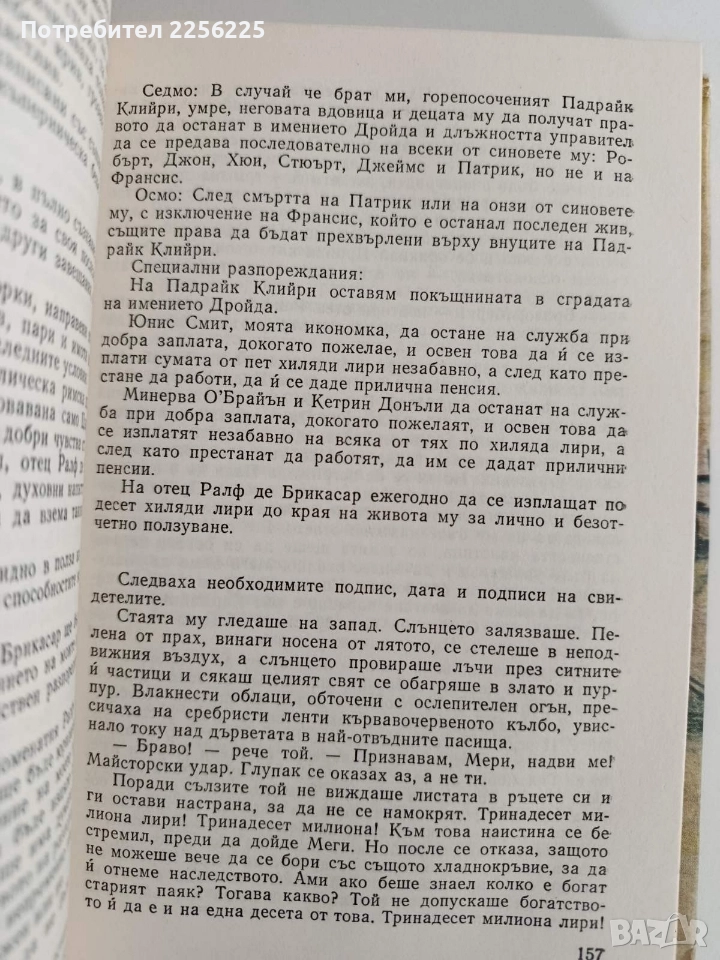 Потребител 2256225
Седмо: В случай че брат ми, горепосоченият Падрайк
Клийри, умре, неговата вдовица и децата му да получат пра-
вото да останат в имението Дройда и длъжността управител
да се предава последователно на всеки от синовете му: Ро-
бърт, Джон, Хюи, Стюърт, Джеймс и Патрик, но не и на
Франсис.
Осмо: След смъртта на Патрик или на онзи от синовете
му, с изключение на Франсис, който е останал последен жив,
същите права да бъдат прехвърлени върху внуците на Пад-
райк Клийри.
Специални разпореждания:
На Падрайк Клийри оставям покъщнината в сградата
на имението Дройда.
Юнис Смит, моята икономка, да остане на служба при
добра заплата, докогато пожелае, и освен това да ѝ се из-
плати сумата от пет хиляди лири незабавно, а след като пре-
стане да работи, да ѝ се даде прилична пенсия.
Минерва О’Брайън и Кетрин Донъли да останат на служ-
ба при добра заплата, докогато пожелаят, и освен това да
се изплатят незабавно на всяка от тях по хиляда лири, а
след като престанат да работят, да им се дадат прилични
пенсии.
На отец Ралф де Брикасар ежегодно да се изплащат по
десет хиляди лири до края на живота му за лично и безот-
четно ползуване.
Следваха необходимите подпис, дата и подписи на сви-
детелите.
Стаята му гледаше на запад. Слънцето залязваше. Пе-
лена от прах, винаги носена от лятото, се стелеше в непод-
вижния въздух, а слънцето провираше лъчи през ситните
ѝ частици и сякаш целият свят се обагряше в злато и пур-
пур. Влакнести облаци, обточени с ослепителен огън, пре-
сичаха на сребристи ленти кървавочервеното кълбо, увис-
нало току над дърветата в най-отвъдните пасища.
— Браво! — рече той. — Признавам, Мери, надви ме!
Майсторски удар. Глупак се оказах аз, а не ти.
Поради сълзите той не виждаше листата в ръцете си и
ги остави настрана, за да не се намокрят. Тринадесет ми-
лиона лири! Тринадесет милиона! Към това наистина се бе
стремил, преди да дойде Меги. Но после се отказа, защото
не можеше вече да се бори със същото хладнокръвие, за да
ѝ отнеме наследството. Ами ако беше знаел колко е богат
старият паяк? Тогава какво? Той не допускаше богатство-
то ѝ да е и на една десета от това. Тринадесет милиона лири!
157
BAZAR